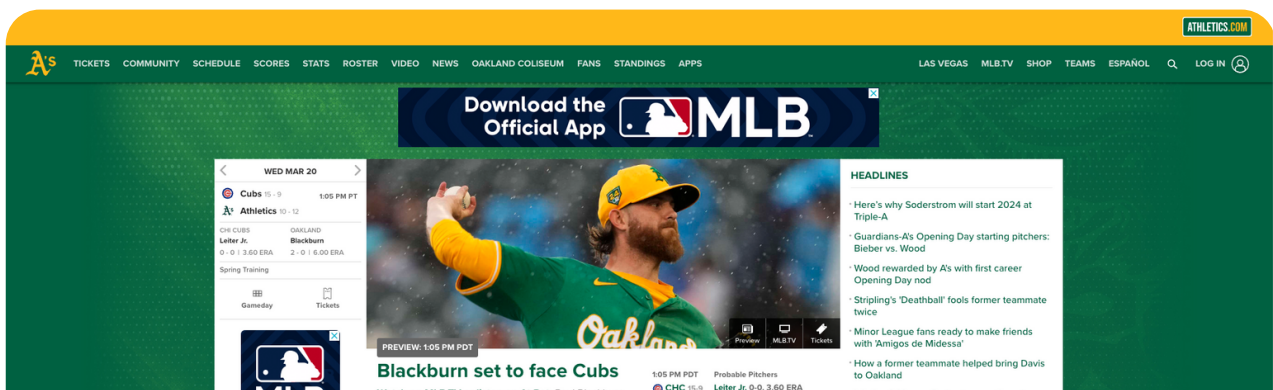 ATHLETICS.COM
A's
TICKETS COMMUNITY SCHEDULE SCORES STATS ROSTER VIDEO NEWS OAKLAND COLISEUM FANS STANDINGS APPS LAS VEGAS MLB.TV SHOP TEAMS ESPAÑOL LOG IN
Download the
Official App
MLB
WED MAR 20
Cubs 15 - 9
1:05 PM PT
A's Athletics 10 - 12
CHI CUBS OAKLAND
Leiter Jr. Blackburn
0 - 0 | 3.60 ERA 2 - 0 | 6.00 ERA
Spring Training
Gameday Tickets
MLB
Oakland
Preview MLB.TV Tickets
PREVIEW: 1:05 PM PDT
Blackburn set to face Cubs
1:05 PM PDT Probable Pitchers
CHC 15-9 Leiter Jr. 0-0, 3.60 ERA
HEADLINES
Here's why Soderstrom will start 2024 at
Triple-A
Guardians-A's Opening Day starting pitchers:
Bieber vs. Wood
Wood rewarded by A's with first career
Opening Day nod
Stripling's 'Deathball' fools former teammate
twice
Minor League fans ready to make friends
with 'Amigos de Midessa'
How a former teammate helped bring Davis
to Oakland